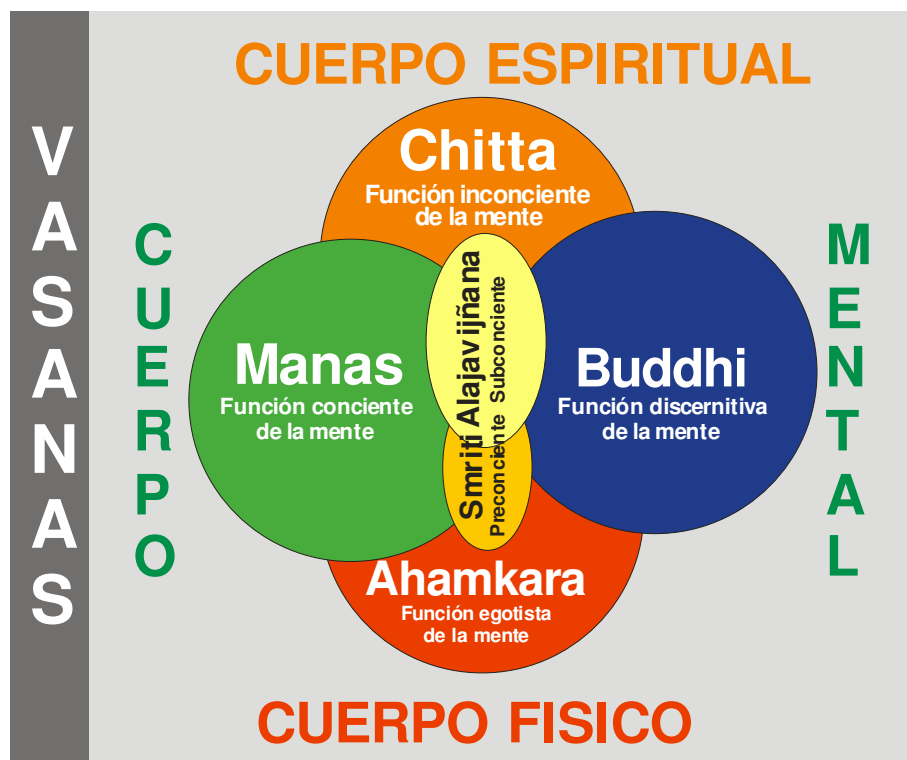 VASANAS
CUERPO ESPIRITUAL
Chitta
Función inconciente
de la mente
CUERPO
MENTAL
Manas
Función conciente
de la mente
Smriti Alajavijñana
Preconciente Subconciente
Buddhi
Función discernitiva
de la mente
Ahamkara
Función egotista
de la mente
CUERPO FISICO